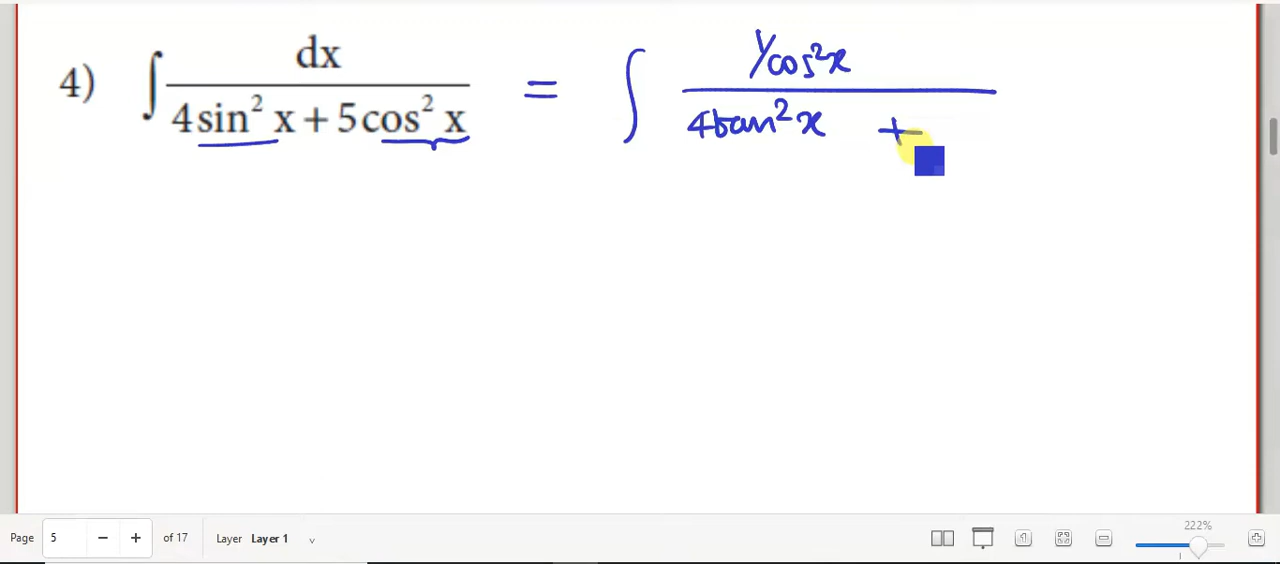 4) ∫ dx / (4sin² x + 5cos² x) = ∫ (1/cos²x) / (4tan²x +
Page 5 − + of 17 Layer Layer 1 222%